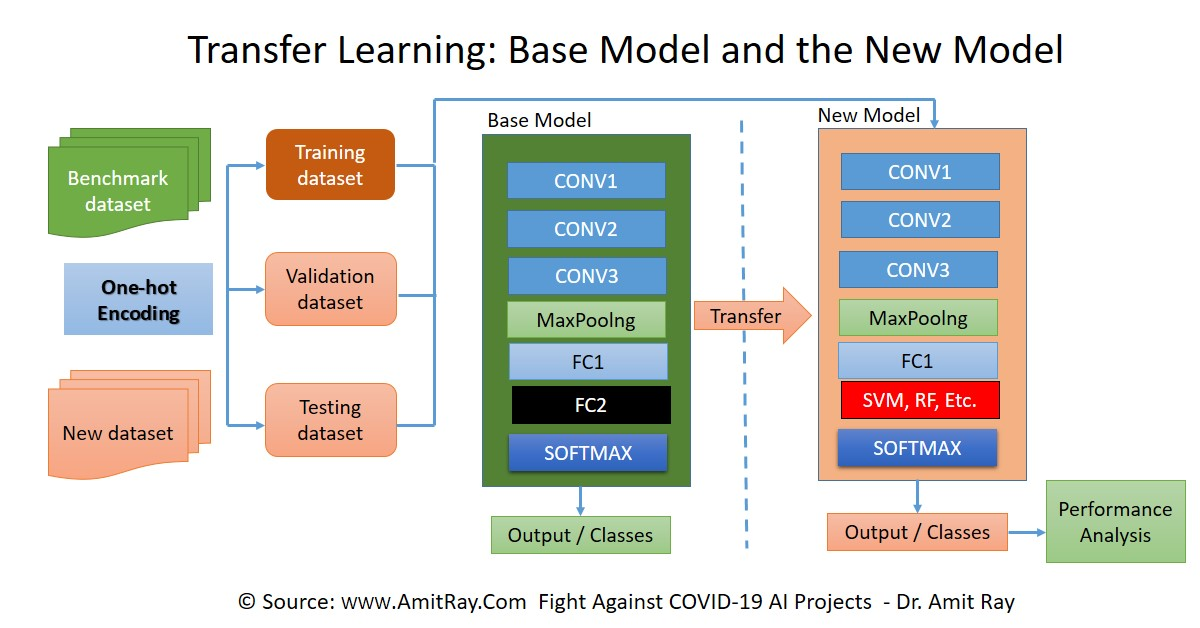 Transfer Learning: Base Model and the New Model
Benchmark
dataset
One-hot
Encoding
New dataset
Training
dataset
Validation
dataset
Testing
dataset
Base Model
CONV1
CONV2
CONV3
MaxPoolng
FC1
FC2
SOFTMAX
Output / Classes
Transfer
New Model
CONV1
CONV2
CONV3
MaxPoolng
FC1
SVM, RF, Etc.
SOFTMAX
Output / Classes
Performance
Analysis
© Source: www.AmitRay.Com Fight Against COVID-19 AI Projects - Dr. Amit Ray